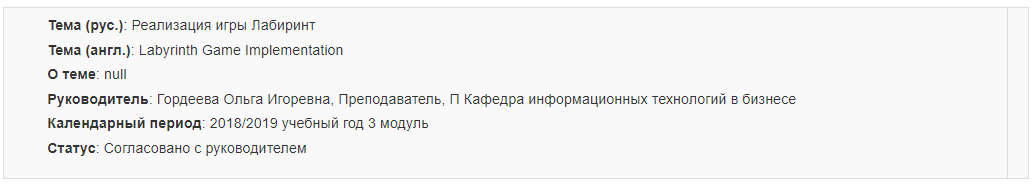 Тема (рус.): Реализация игры Лабиринт
Тема (англ.): Labyrinth Game Implementation
О теме: null
Руководитель: Гордеева Ольга Игоревна, Преподаватель, П Кафедра информационных технологий в бизнесе
Календарный период: 2018/2019 учебный год 3 модуль
Статус: Согласовано с руководителем